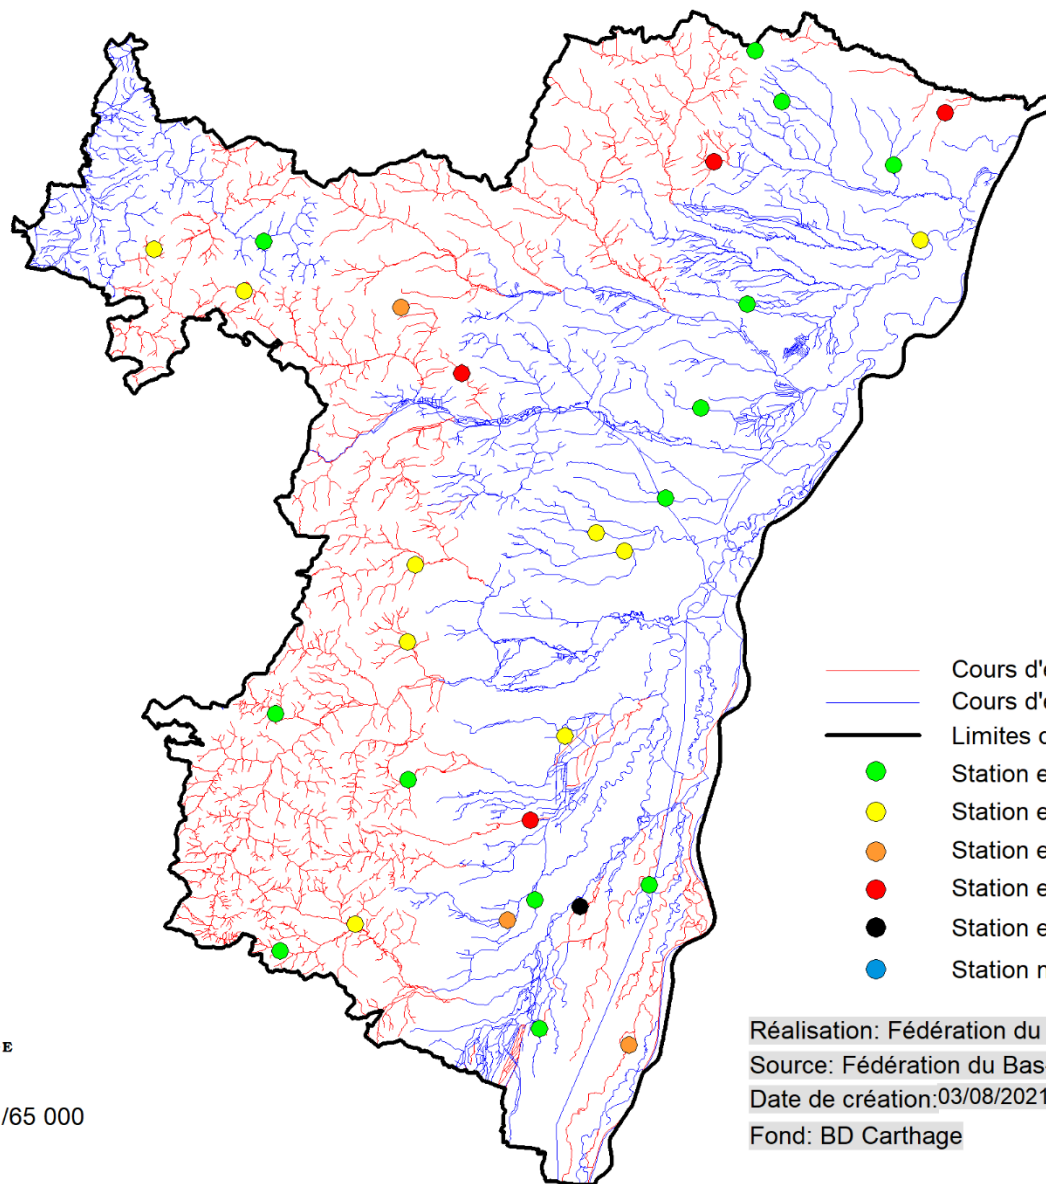 Cours d'e
Cours d'e
Limites d
Station e
Station e
Station e
Station e
Station e
Station n
E
/65 000
Réalisation: Fédération du
Source: Fédération du Bas
Date de création:03/08/2021
Fond: BD Carthage